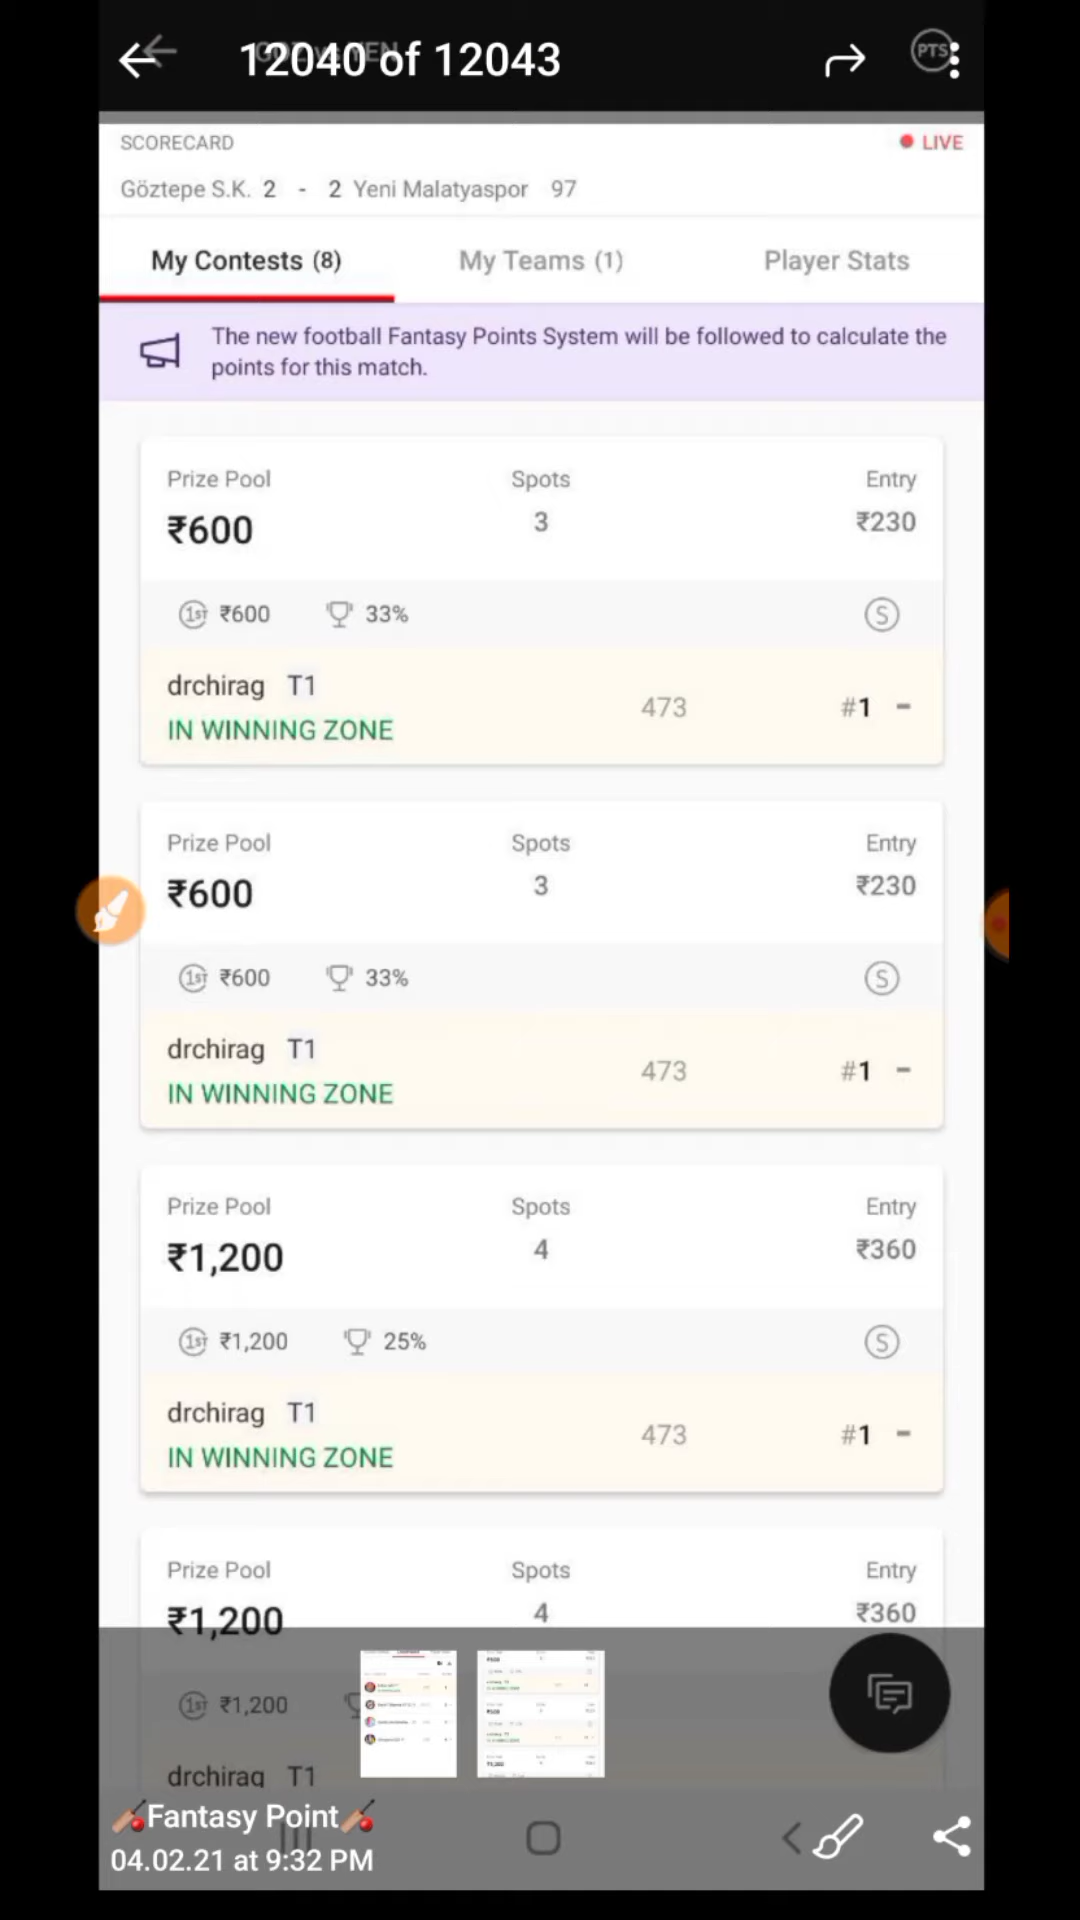 12040 of 12043
PTS
SCORECARD
LIVE
Göztepe S.K. 2 - 2 Yeni Malatyaspor 97
My Contests (8) My Teams (1) Player Stats
The new football Fantasy Points System will be followed to calculate the
points for this match.
Prize Pool Spots Entry
₹600 3 ₹230
1ST ₹600 33% S
drchirag T1
IN WINNING ZONE 473 #1 -
Prize Pool Spots Entry
₹600 3 ₹230
1ST ₹600 33% S
drchirag T1
IN WINNING ZONE 473 #1 -
Prize Pool Spots Entry
₹1,200 4 ₹360
1ST ₹1,200 25% S
drchirag T1
IN WINNING ZONE 473 #1 -
Prize Pool Spots Entry
₹1,200 4 ₹360
1ST ₹1,200
drchirag T1
🏏Fantasy Point🏏
04.02.21 at 9:32 PM